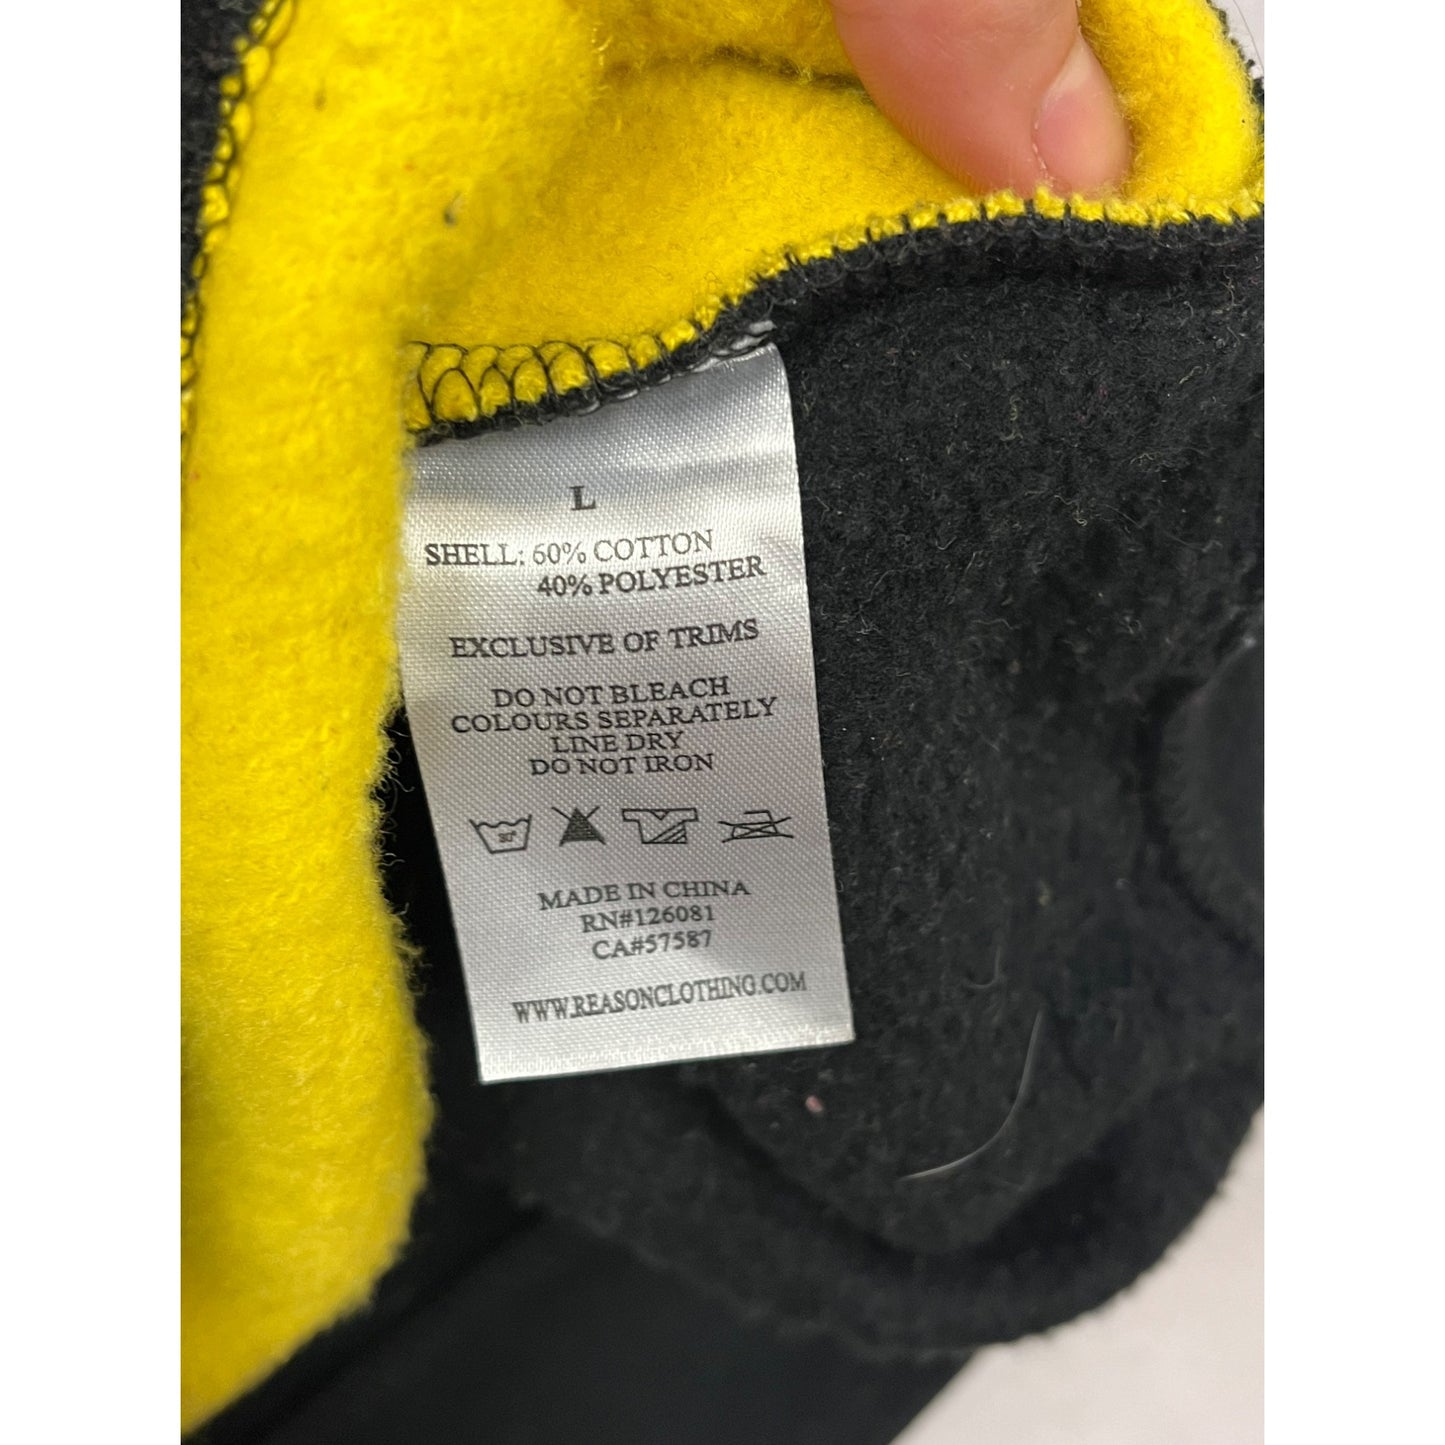 L
SHELL: 60% COTTON
40% POLYESTER
EXCLUSIVE OF TRIMS
DO NOT BLEACH
COLOURS SEPARATELY
LINE DRY
DO NOT IRON
30°
MADE IN CHINA
RN#126081
CA#57587
WWW.REASONCLOTHING.COM